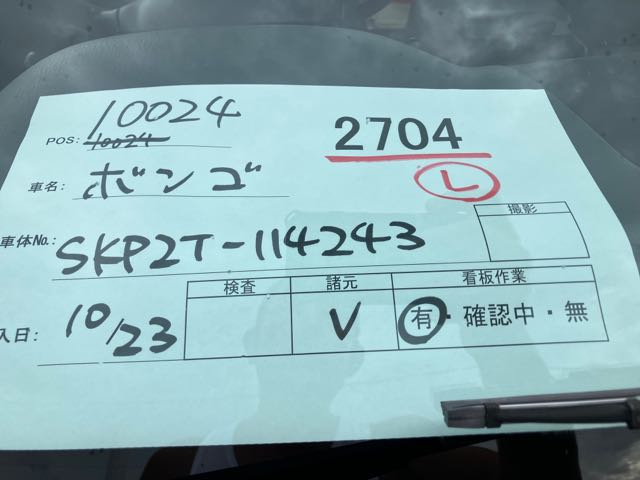 10024
POS: 10024
2704
車名: ボンゴ
L
撮影
車体No.: SKP2T-114243
検査 諸元 看板作業
入日: 10/23
V 有・確認中・無